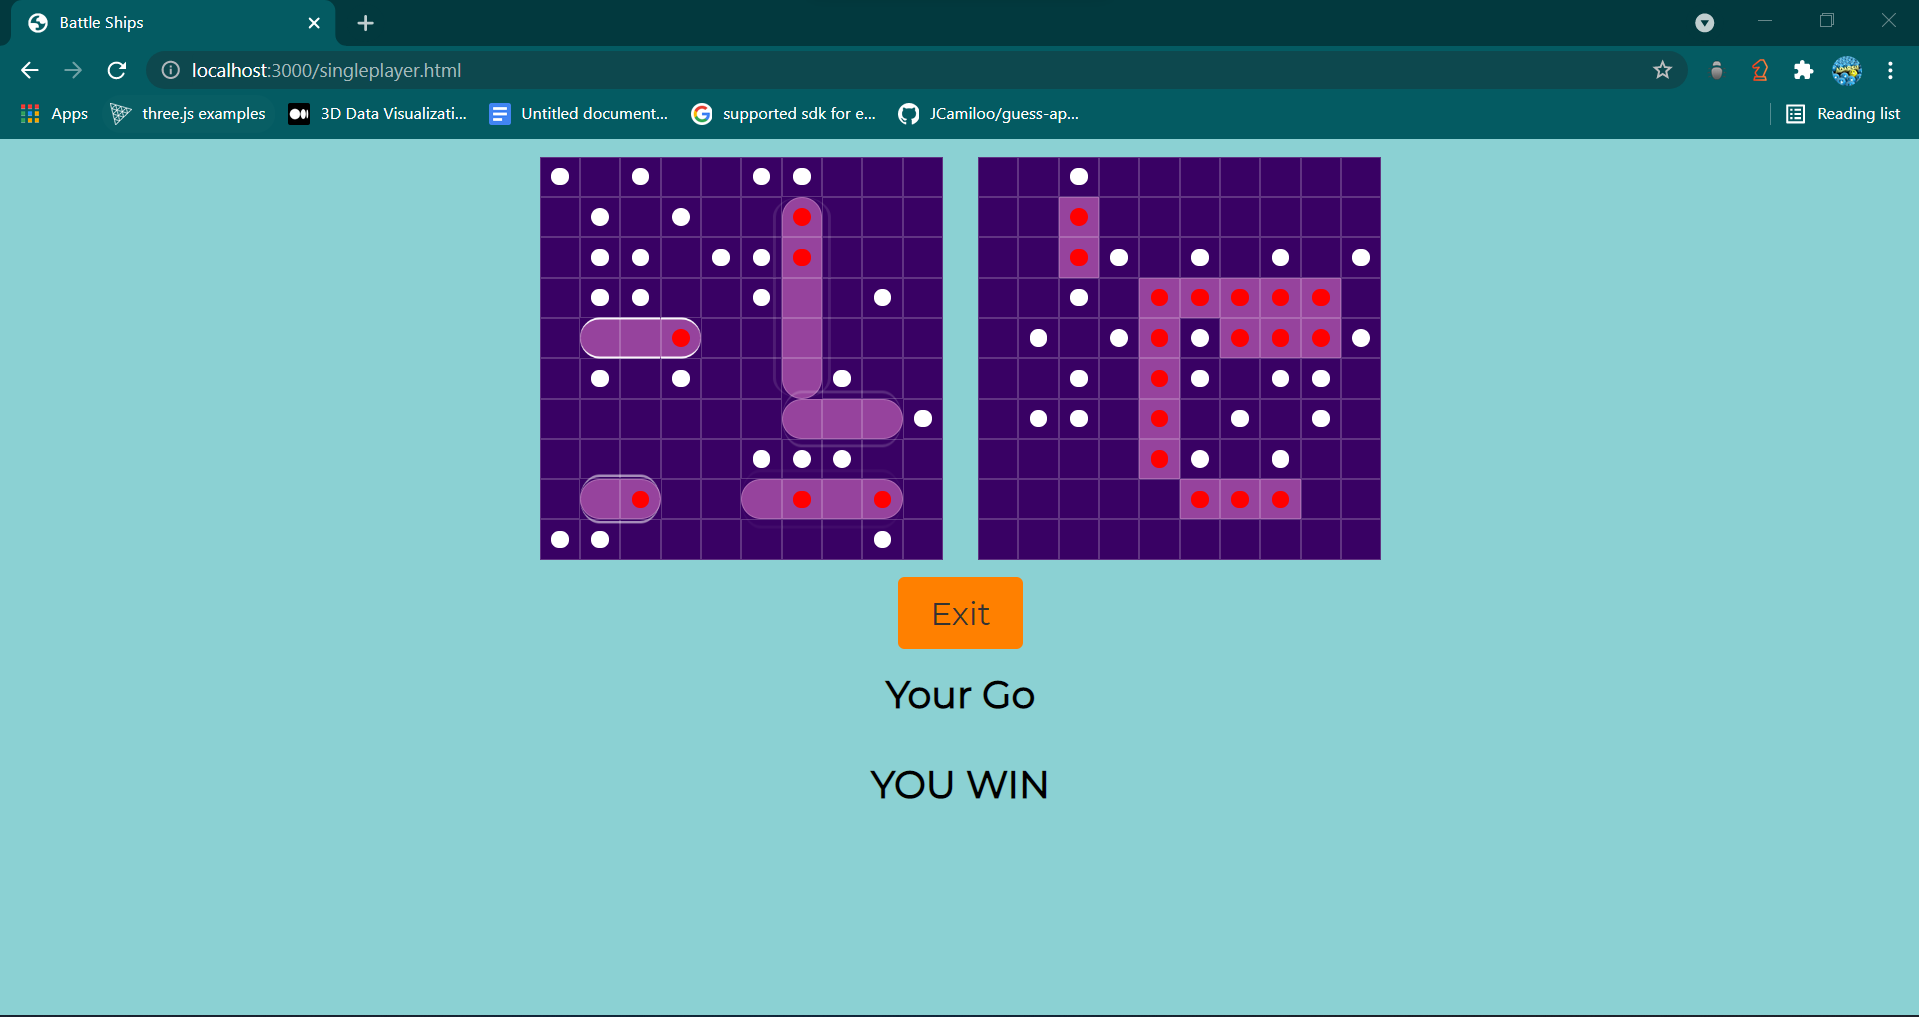 Battle Ships
localhost:3000/singleplayer.html
Apps
three.js examples
3D Data Visualizati...
Untitled document...
supported sdk for e...
JCamiloo/guess-ap...
Reading list
Exit
Your Go
YOU WIN